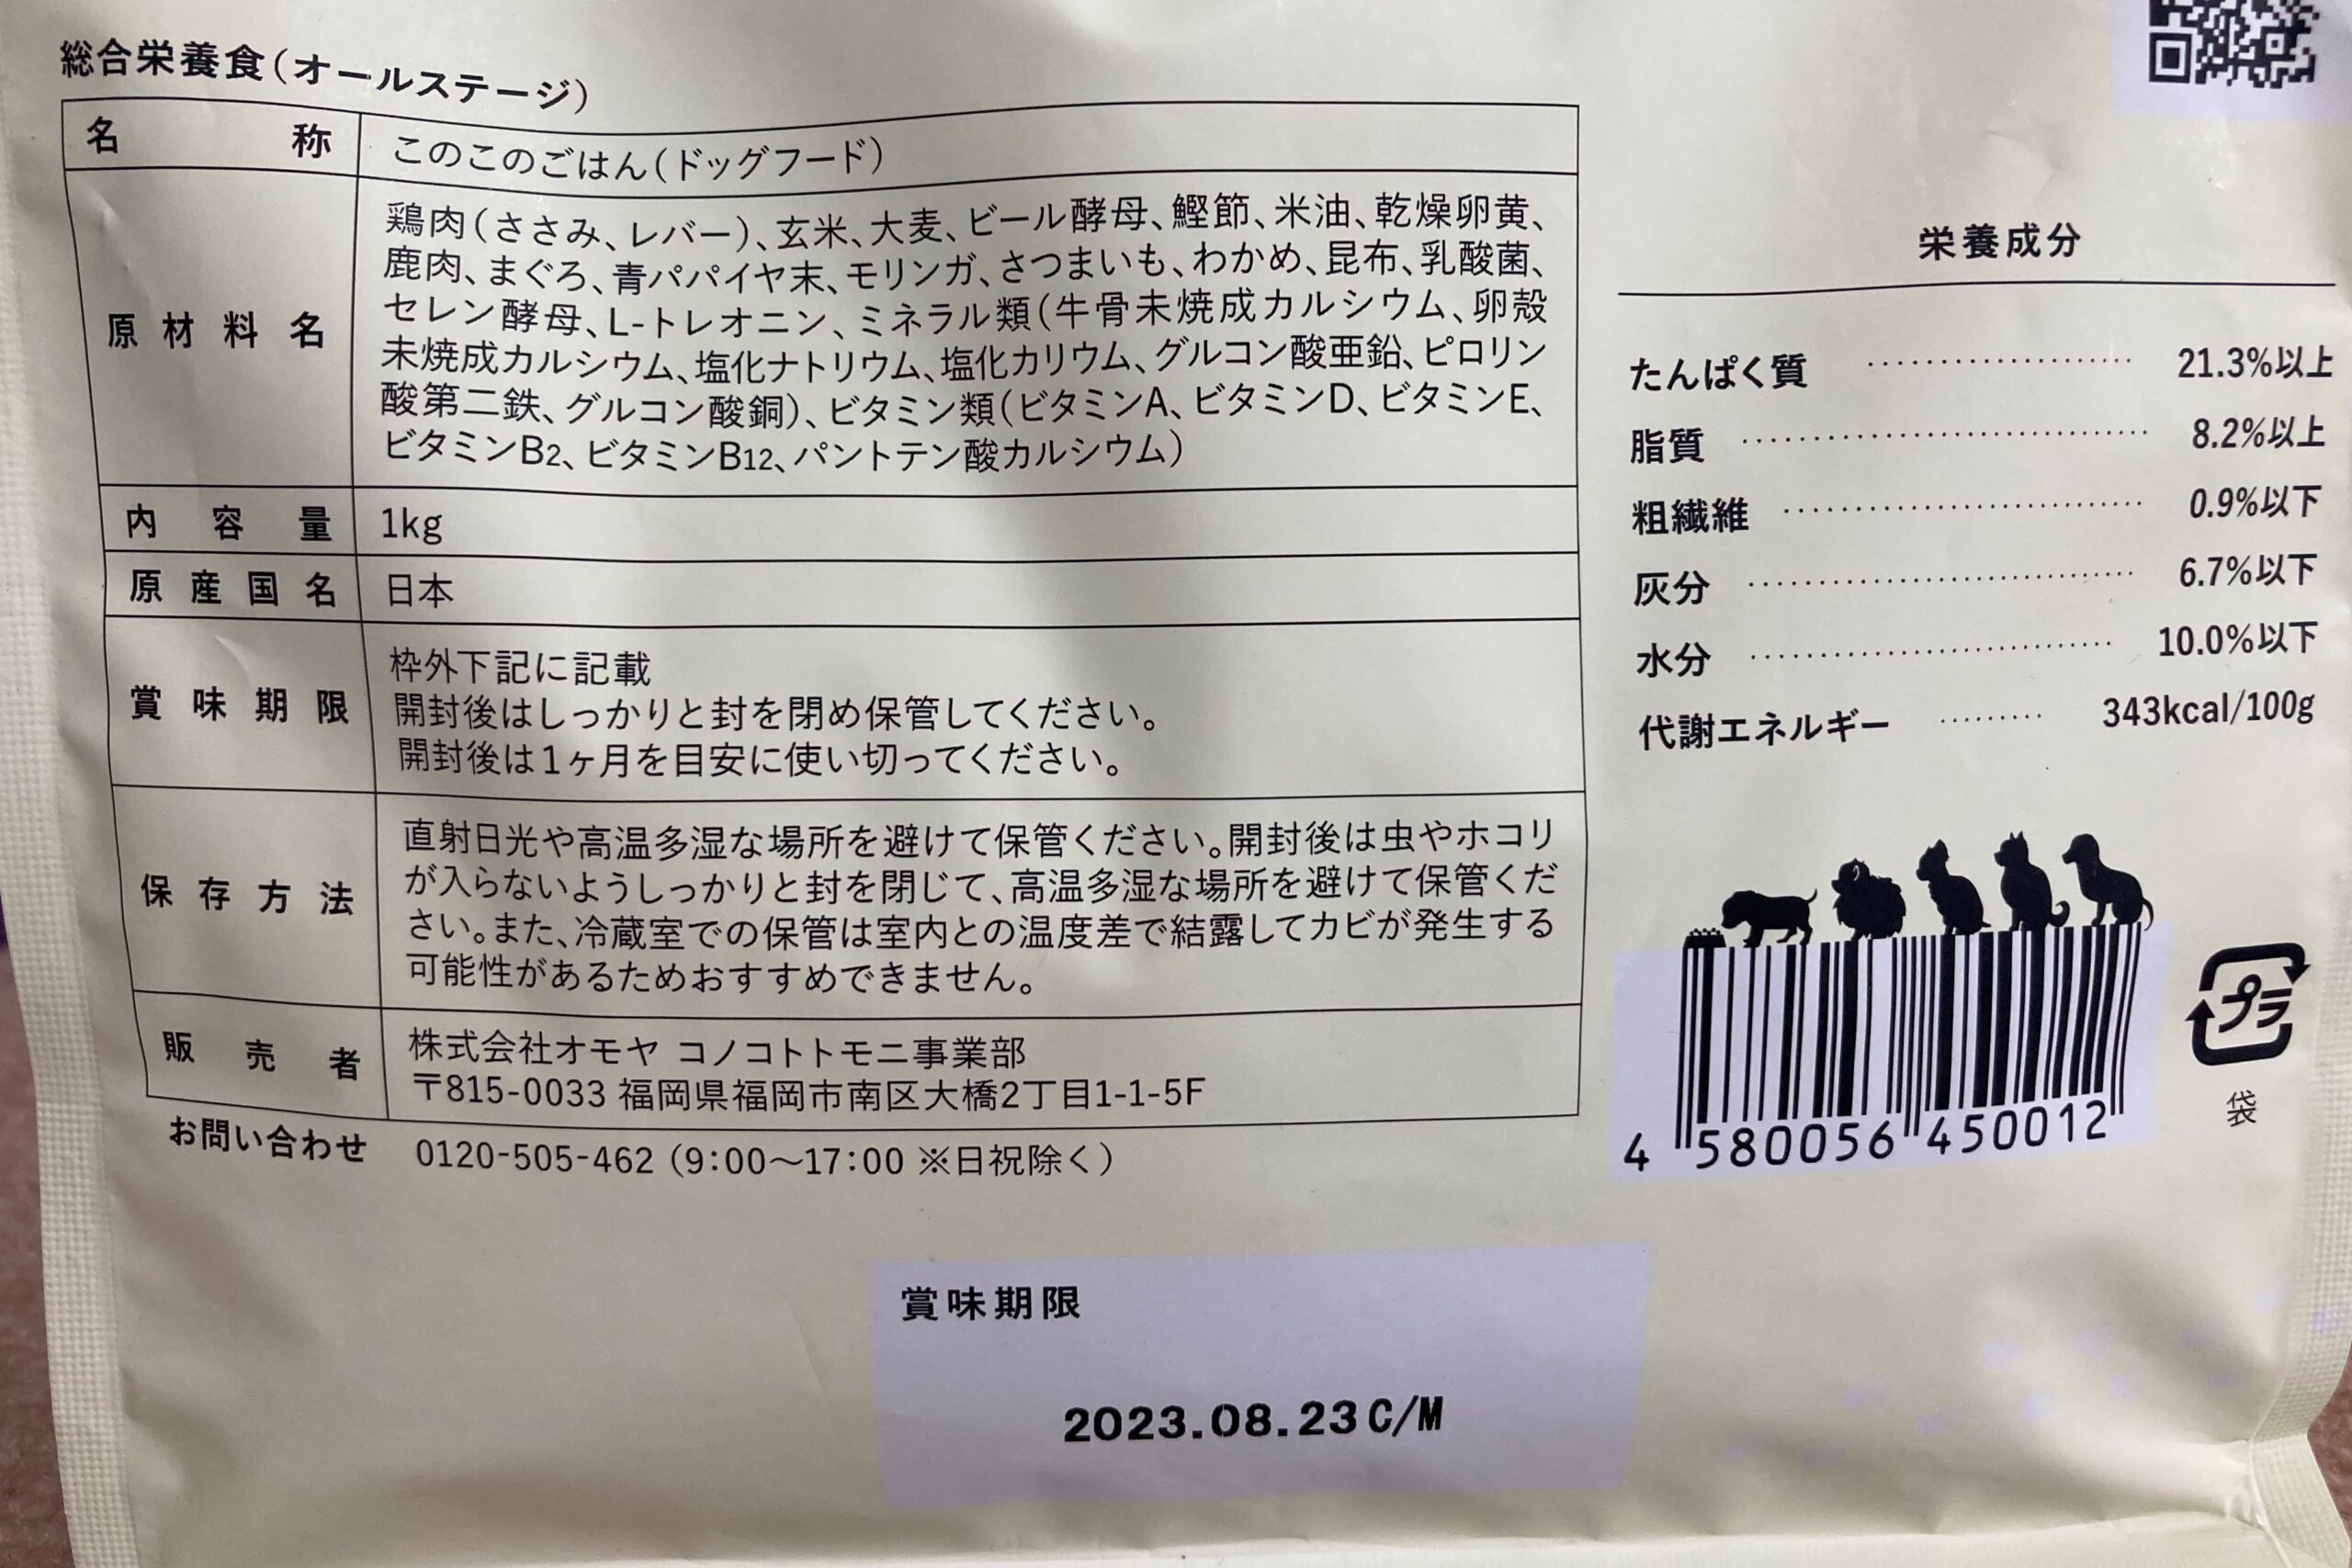 総合栄養食(オールステージ)
名称 このこのごはん(ドッグフード)
原材料名 鶏肉(ささみ、レバー)、玄米、大麦、ビール酵母、鰹節、米油、乾燥卵黄、
鹿肉、まぐろ、青パパイヤ末、モリンガ、さつまいも、わかめ、昆布、乳酸菌、
セレン酵母、L-トレオニン、ミネラル類(牛骨未焼成カルシウム、卵殻
未焼成カルシウム、塩化ナトリウム、塩化カリウム、グルコン酸亜鉛、ピロリン
酸第二鉄、グルコン酸銅)、ビタミン類(ビタミンA、ビタミンD、ビタミンE、
ビタミンB2、ビタミンB12、パントテン酸カルシウム)
内容量 1kg
原産国名 日本
賞味期限 枠外下記に記載
開封後はしっかりと封を閉め保管してください。
開封後は1ヶ月を目安に使い切ってください。
保存方法 直射日光や高温多湿な場所を避けて保管ください。開封後は虫やホコリ
が入らないようしっかりと封を閉じて、高温多湿な場所を避けて保管くだ
さい。また、冷蔵室での保管は室内との温度差で結露してカビが発生する
可能性があるためおすすめできません。
販売者 株式会社オモヤ コノコトトモニ事業部
〒815-0033 福岡県福岡市南区大橋2丁目1-1-5F
お問い合わせ 0120-505-462(9:00〜17:00 ※日祝除く)
栄養成分
たんぱく質 ………… 21.3%以上
脂質 ………… 8.2%以上
粗繊維 ………… 0.9%以下
灰分 ………… 6.7%以下
水分 ………… 10.0%以下
代謝エネルギー ……… 343kcal/100g
4 580056 450012
プラ
袋
賞味期限
2023.08.23C/M